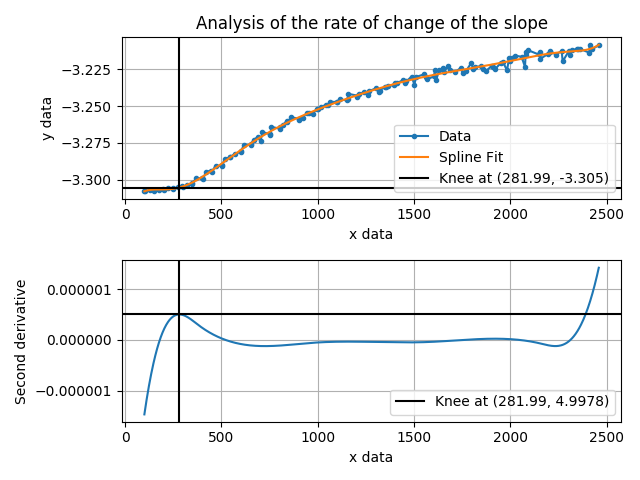 Analysis of the rate of change of the slope
y data
−3.225
−3.250
−3.275
−3.300
Data
Spline Fit
Knee at (281.99, -3.305)
0 500 1000 1500 2000 2500
x data
Second derivative
0.000001
0.000000
−0.000001
Knee at (281.99, 4.9978)
0 500 1000 1500 2000 2500
x data